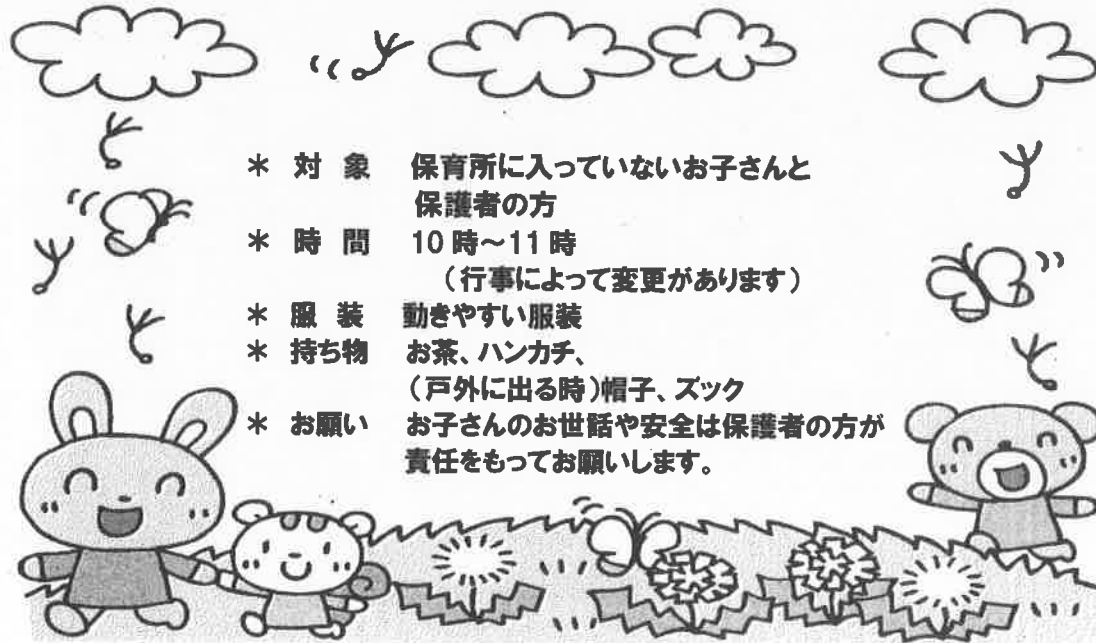 ＊ 対 象 保育所に入っていないお子さんと
保護者の方
＊ 時 間 10 時～11 時
（行事によって変更があります）
＊ 服 装 動きやすい服装
＊ 持ち物 お茶、ハンカチ、
（戸外に出る時）帽子、ズック
＊ お願い お子さんのお世話や安全は保護者の方が
責任をもってお願いします。